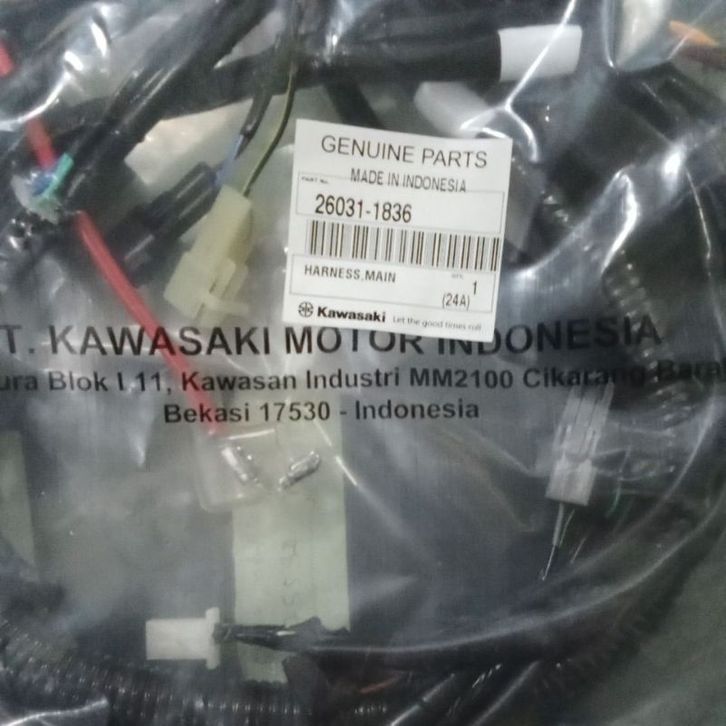 GENUINE PARTS
MADE IN INDONESIA
PART No.
26031-1836
HARNESS,MAIN
QTY. 1
(24A)
Kawasaki Let the good times roll
T. KAWASAKI MOTOR INDONESIA
ura Blok I 11, Kawasan Industri MM2100 Cikarang Barat
Bekasi 17530 - Indonesia